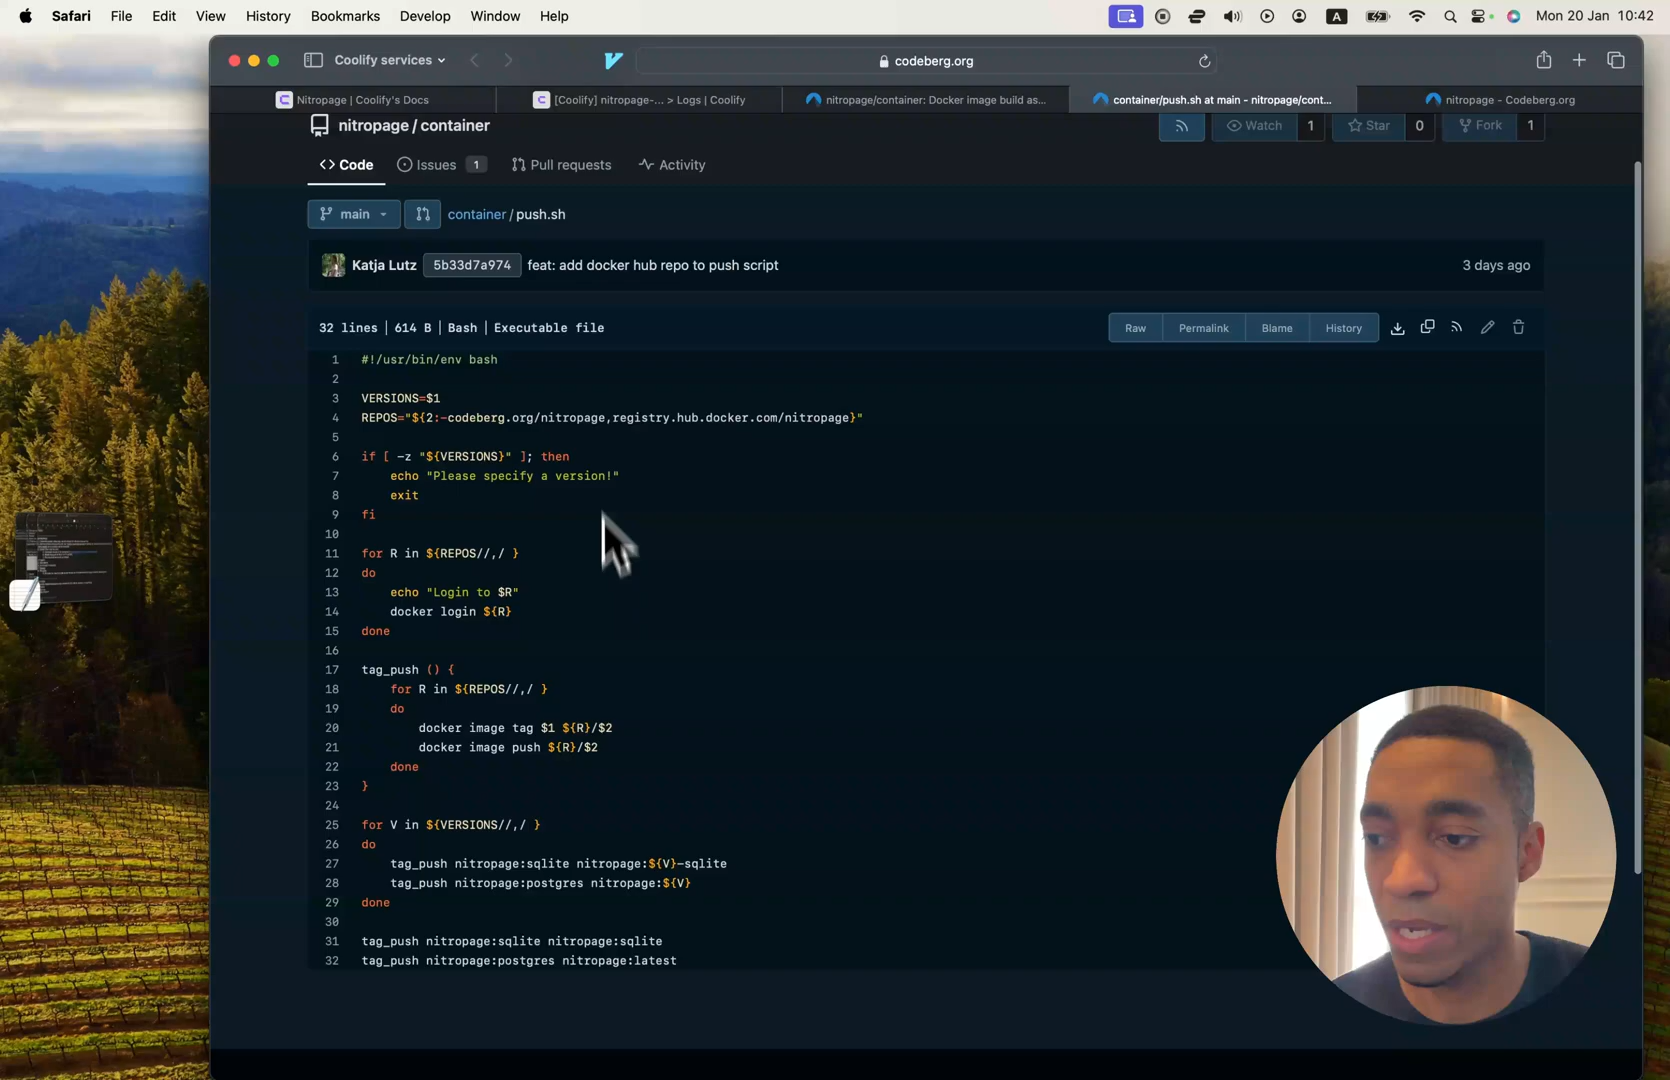 Safari File Edit View History Bookmarks Develop Window Help A Mon 20 Jan 10:42
Coolify services codeberg.org
Nitropage | Coolify's Docs [Coolify] nitropage-... > Logs | Coolify nitropage/container: Docker image build as... container/push.sh at main - nitropage/cont... nitropage - Codeberg.org
nitropage / container Watch 1 Star 0 Fork 1
Code Issues 1 Pull requests Activity
main container / push.sh
Katja Lutz 5b33d7a974 feat: add docker hub repo to push script 3 days ago
32 lines | 614 B | Bash | Executable file Raw Permalink Blame History
1 #!/usr/bin/env bash
2
3 VERSIONS=$1
4 REPOS="${2:-codeberg.org/nitropage,registry.hub.docker.com/nitropage}"
5
6 if [ -z "${VERSIONS}" ]; then
7 echo "Please specify a version!"
8 exit
9 fi
10
11 for R in ${REPOS//,/ }
12 do
13 echo "Login to $R"
14 docker login ${R}
15 done
16
17 tag_push () {
18 for R in ${REPOS//,/ }
19 do
20 docker image tag $1 ${R}/$2
21 docker image push ${R}/$2
22 done
23 }
24
25 for V in ${VERSIONS//,/ }
26 do
27 tag_push nitropage:sqlite nitropage:${V}-sqlite
28 tag_push nitropage:postgres nitropage:${V}
29 done
30
31 tag_push nitropage:sqlite nitropage:sqlite
32 tag_push nitropage:postgres nitropage:latest